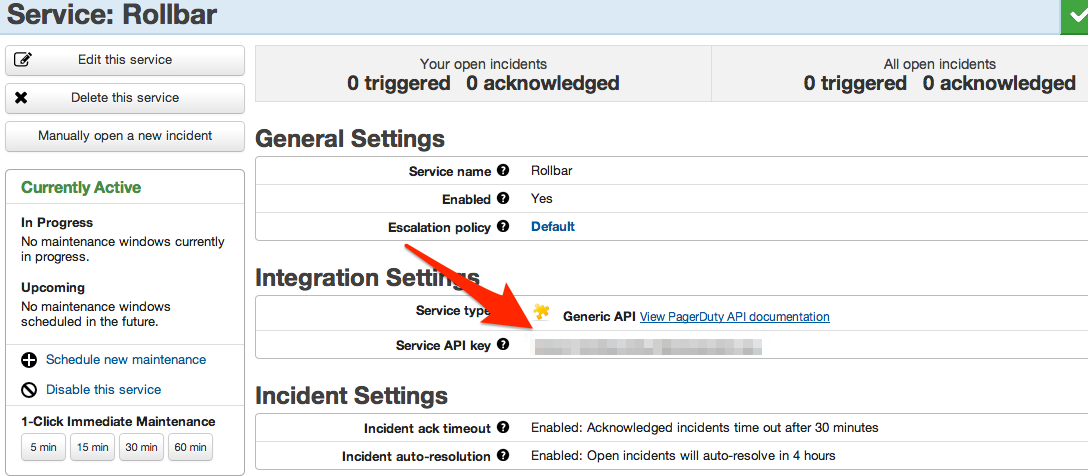 Service: Rollbar
Edit this service
Delete this service
Manually open a new incident
Currently Active
In Progress
No maintenance windows currently
in progress.
Upcoming
No maintenance windows
scheduled in the future.
Schedule new maintenance
Disable this service
1-Click Immediate Maintenance
5 min 15 min 30 min 60 min
Your open incidents
0 triggered 0 acknowledged
All open incidents
0 triggered 0 acknowledged
General Settings
Service name ? Rollbar
Enabled ? Yes
Escalation policy ? Default
Integration Settings
Service type Generic API View PagerDuty API documentation
Service API key ?
Incident Settings
Incident ack timeout ? Enabled: Acknowledged incidents time out after 30 minutes
Incident auto-resolution ? Enabled: Open incidents will auto-resolve in 4 hours